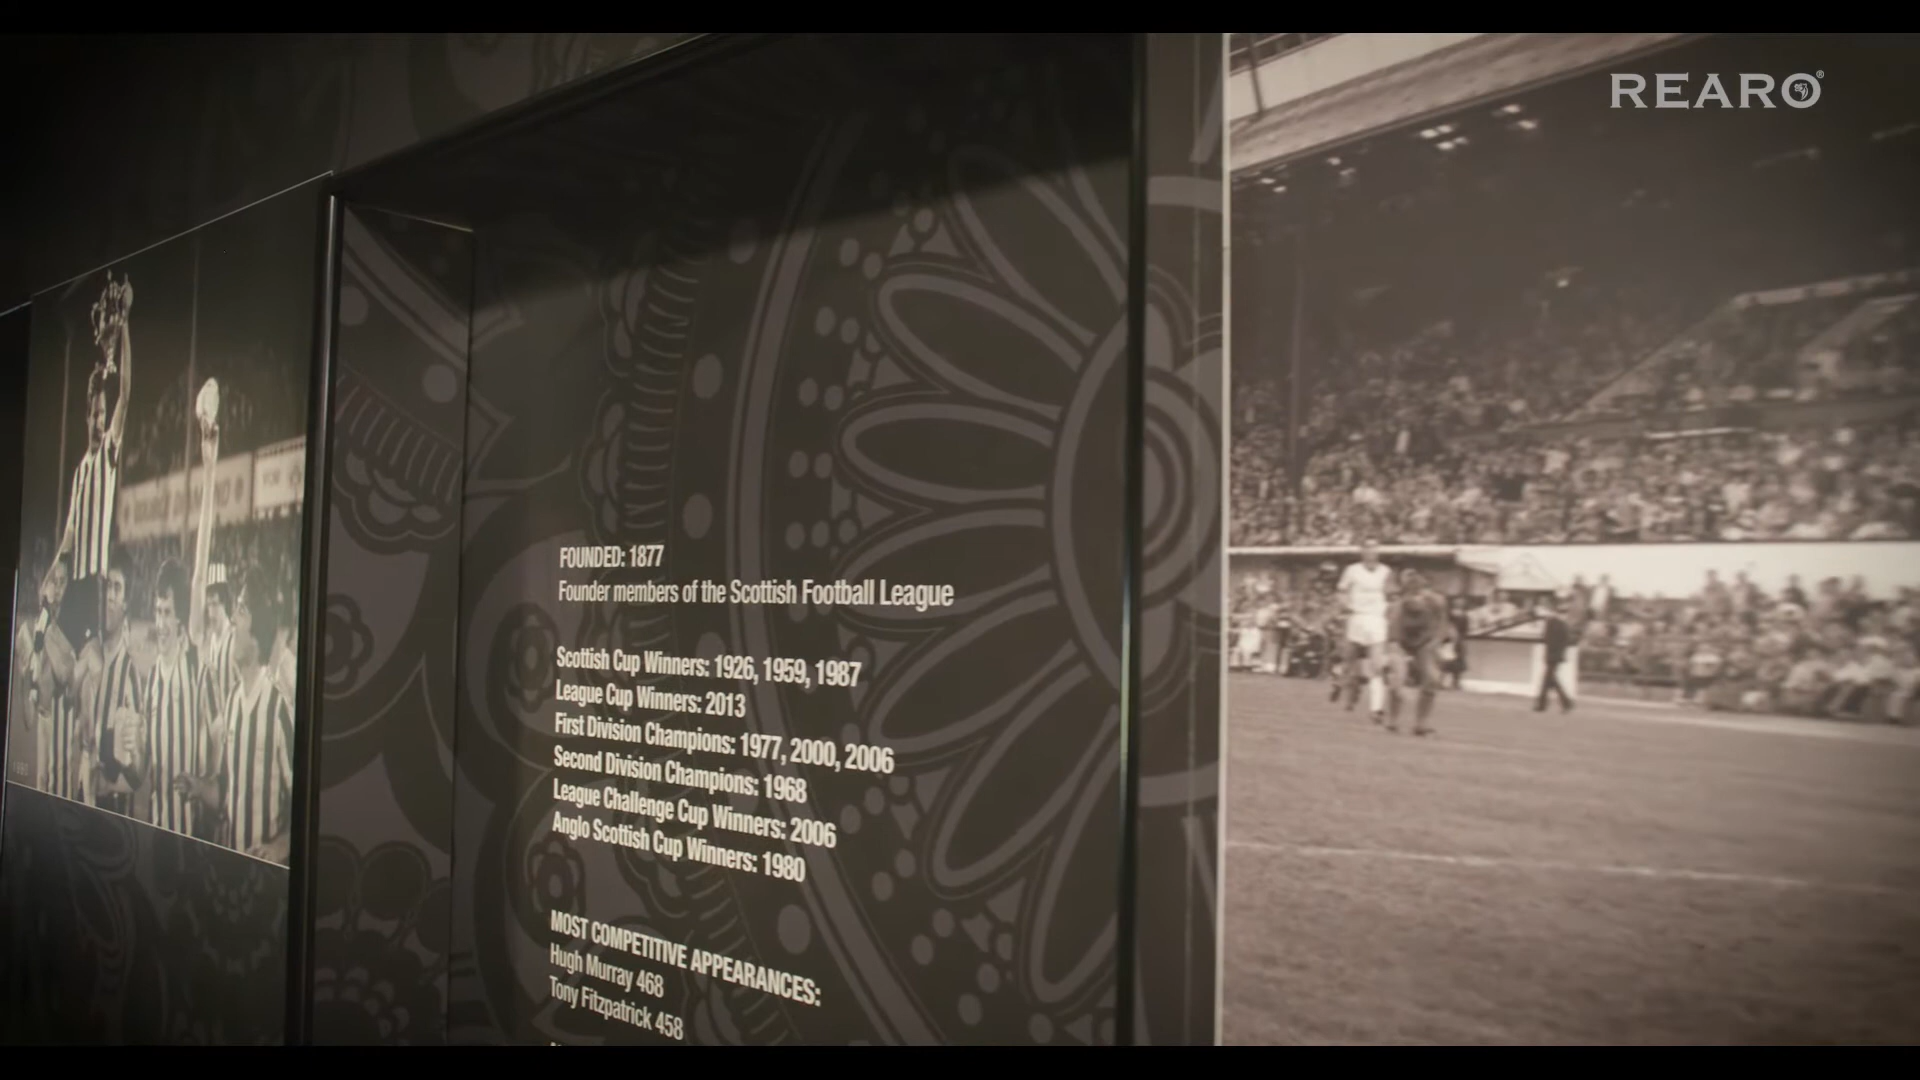 REARO®
FOUNDED: 1877
Founder members of the Scottish Football League
Scottish Cup Winners: 1926, 1959, 1987
League Cup Winners: 2013
First Division Champions: 1977, 2000, 2006
Second Division Champions: 1968
League Challenge Cup Winners: 2006
Anglo Scottish Cup Winners: 1980
MOST COMPETITIVE APPEARANCES:
Hugh Murray 468
Tony Fitzpatrick 458